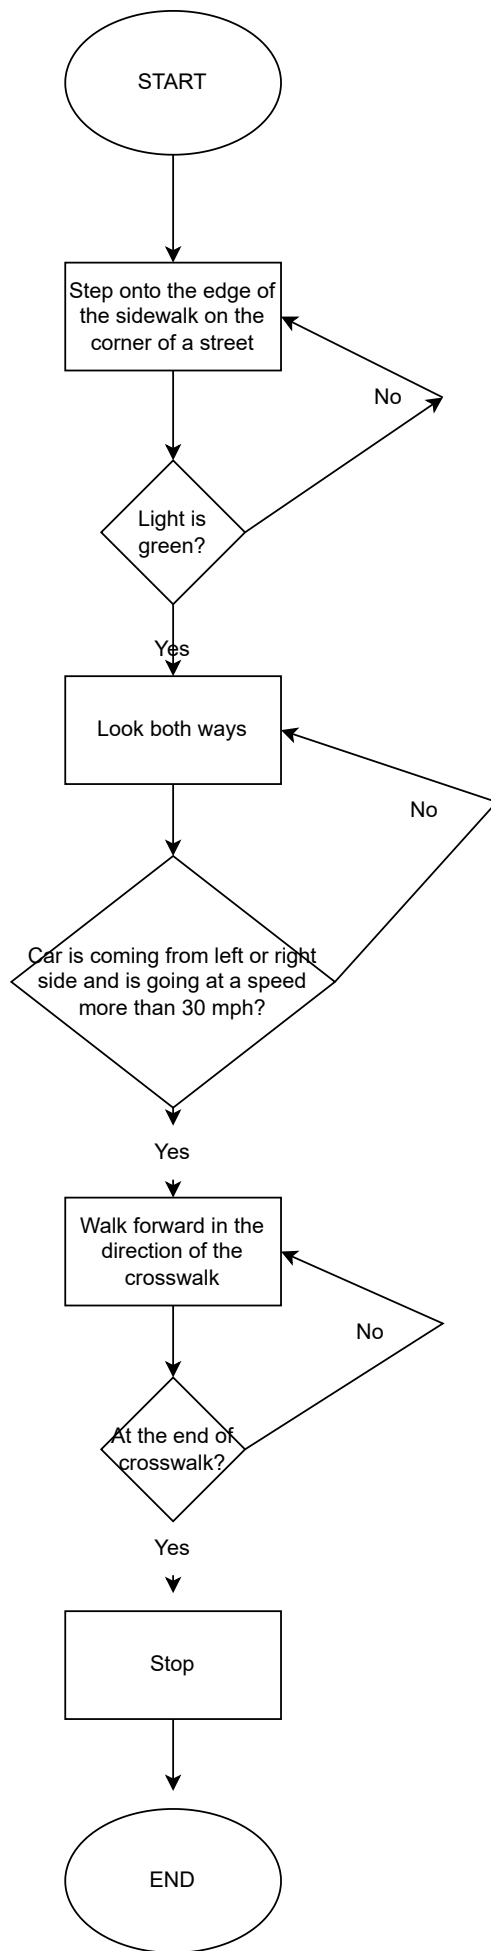 START
Step onto the edge of
the sidewalk on the
corner of a street
No
Light is
green?
Yes
Look both ways
No
Car is coming from left or right
side and is going at a speed
more than 30 mph?
Yes
Walk forward in the
direction of the
crosswalk
No
At the end of
crosswalk?
Yes
Stop
END